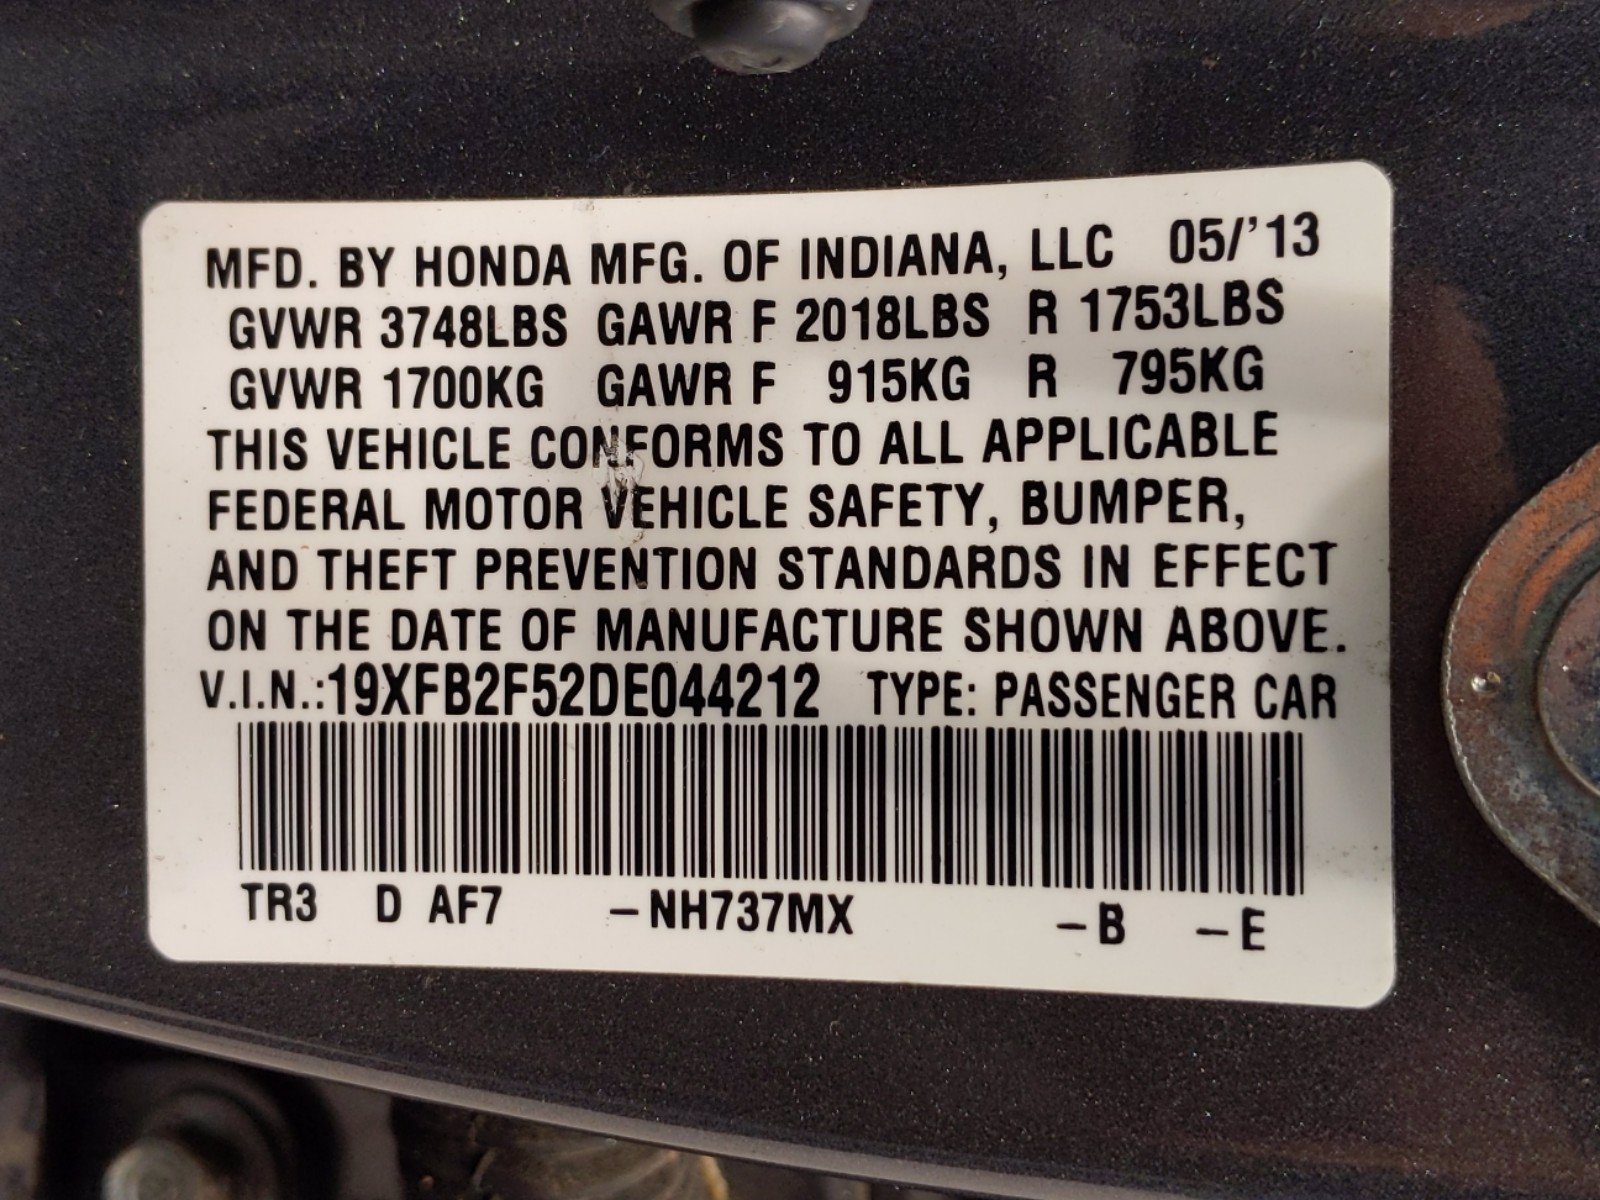 MFD. BY HONDA MFG. OF INDIANA, LLC 05/'13
GVWR 3748LBS GAWR F 2018LBS R 1753LBS
GVWR 1700KG GAWR F 915KG R 795KG
THIS VEHICLE CONFORMS TO ALL APPLICABLE
FEDERAL MOTOR VEHICLE SAFETY, BUMPER,
AND THEFT PREVENTION STANDARDS IN EFFECT
ON THE DATE OF MANUFACTURE SHOWN ABOVE.
V.I.N.:19XFB2F52DE044212 TYPE: PASSENGER CAR
TR3 D AF7 -NH737MX -B -E